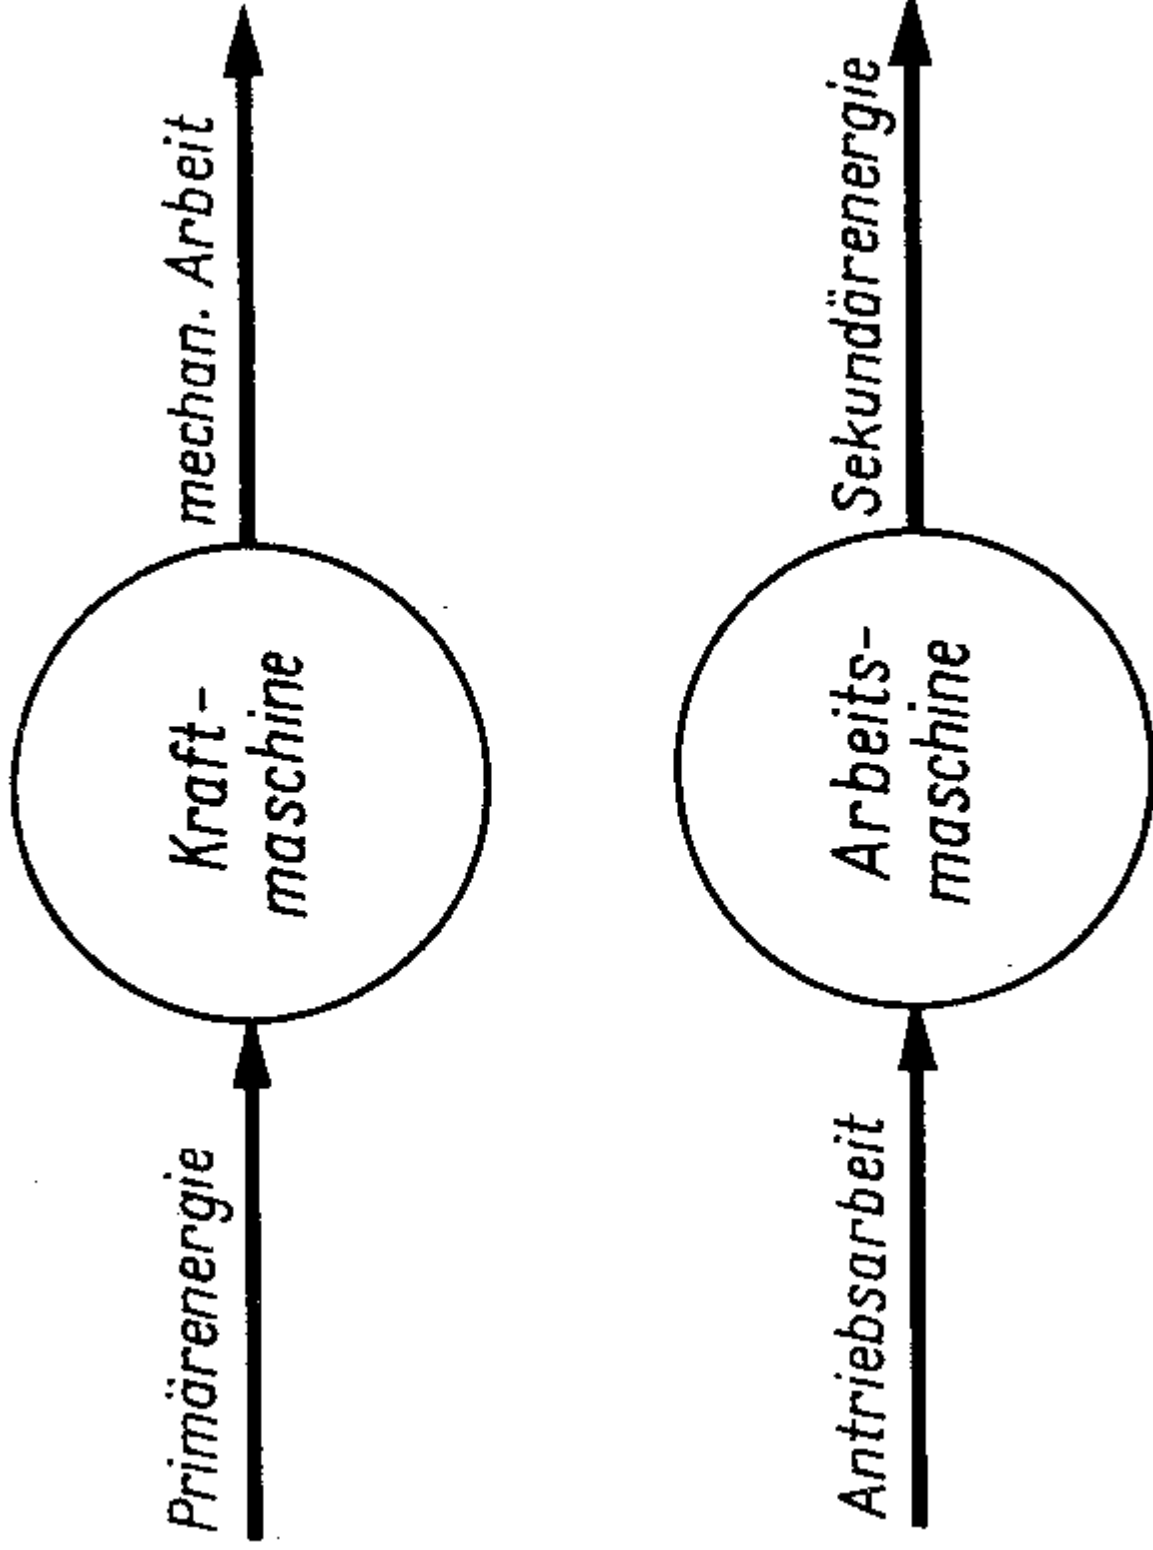 Primärenergie
Kraft-
maschine
mechan. Arbeit
Antriebsarbeit
Arbeits-
maschine
Sekundärenergie